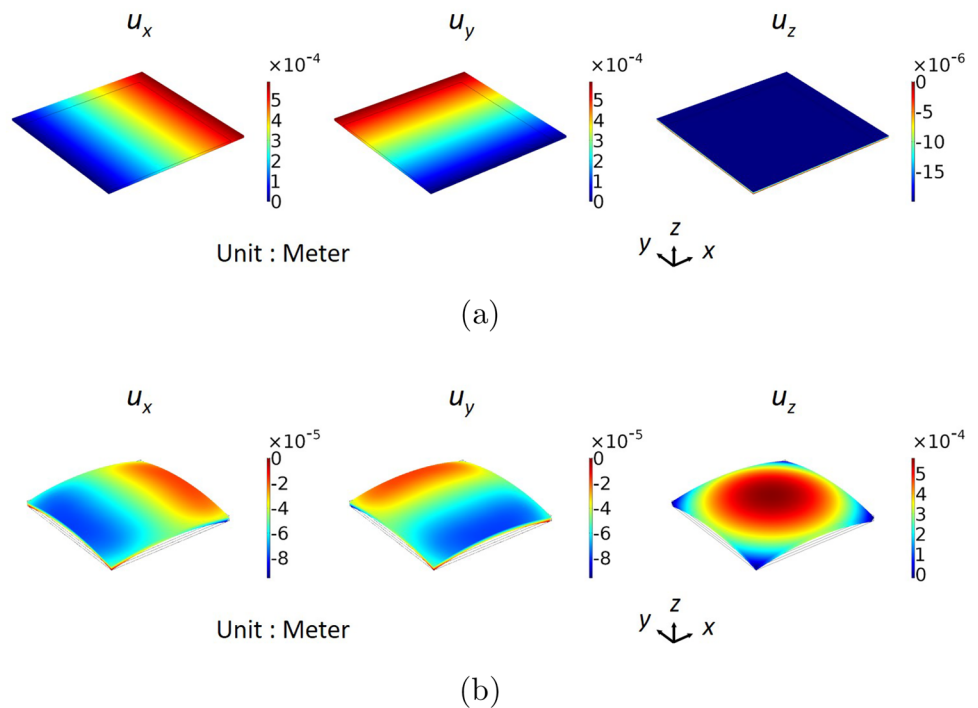 u_x u_y u_z
×10⁻⁴ ×10⁻⁴ ×10⁻⁶
5 5 0
4 4 -5
3 3 -10
2 2 -15
1 1
0 0
Unit : Meter
y z x
(a)
u_x u_y u_z
×10⁻⁵ ×10⁻⁵ ×10⁻⁴
0 0 5
-2 -2 4
-4 -4 3
-6 -6 2
-8 -8 1
0
Unit : Meter
y z x
(b)